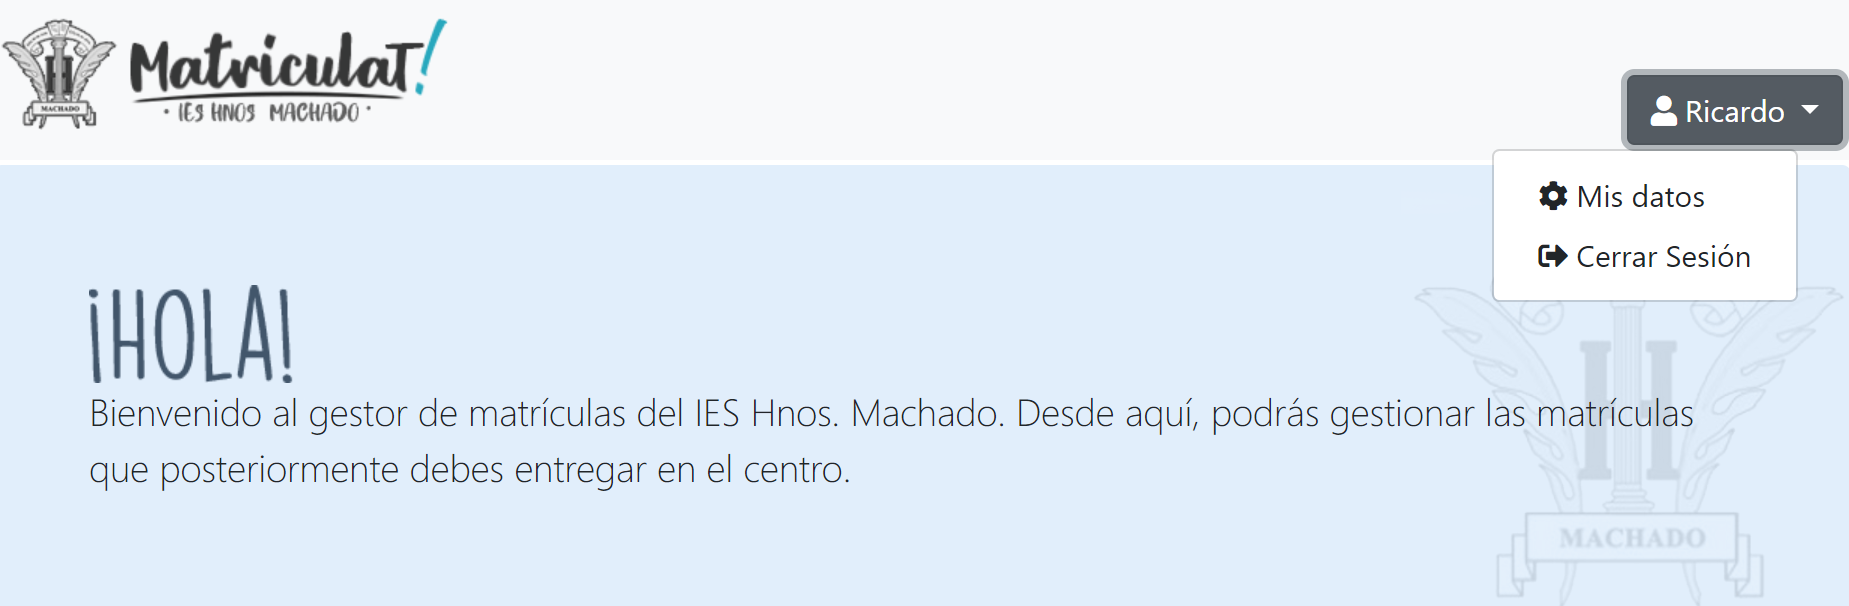 MACHADO
MatriculaT!
· IES HNOS MACHADO ·
Ricardo
Mis datos
Cerrar Sesión
¡HOLA!
Bienvenido al gestor de matrículas del IES Hnos. Machado. Desde aquí, podrás gestionar las matrículas
que posteriormente debes entregar en el centro.
H
MACHADO